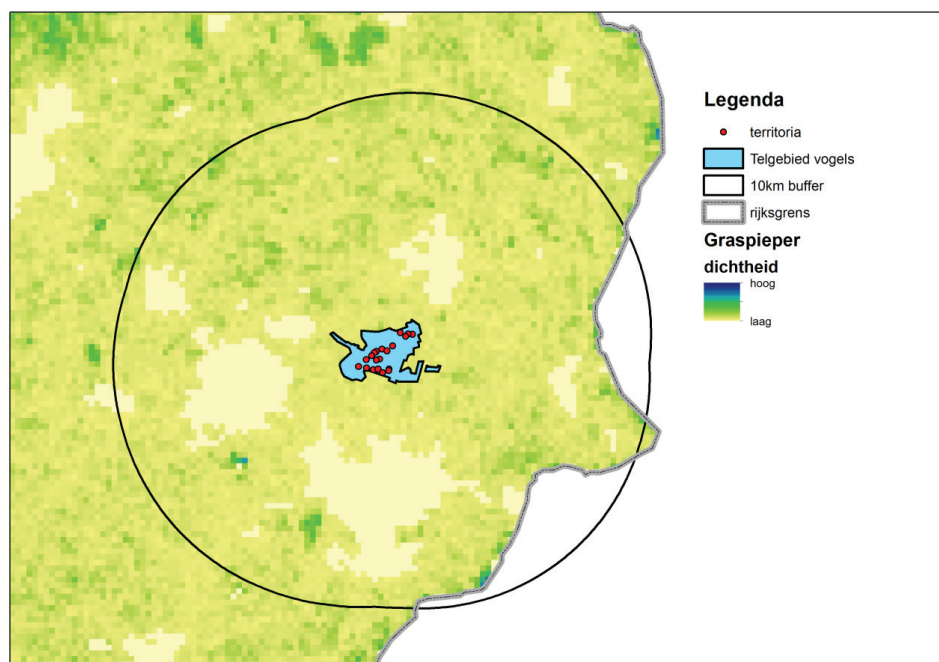 Legenda
territoria
Telgebied vogels
10km buffer
rijksgrens
Graspieper
dichtheid
hoog
laag